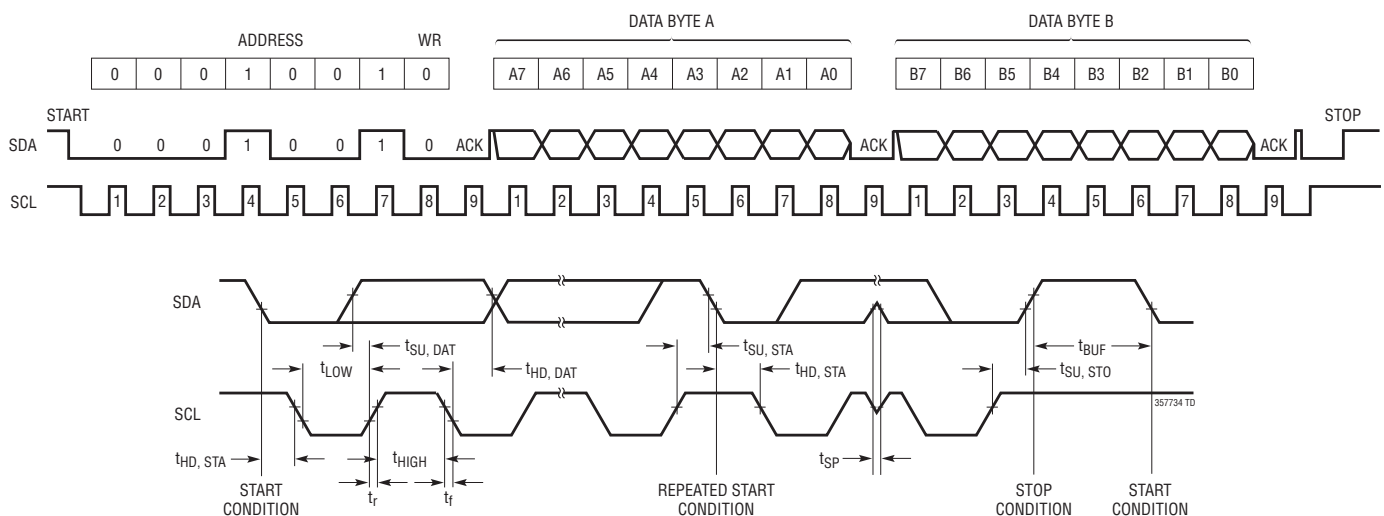 DATA BYTE A DATA BYTE B
ADDRESS WR
0 0 0 1 0 0 1 0 A7 A6 A5 A4 A3 A2 A1 A0 B7 B6 B5 B4 B3 B2 B1 B0
START STOP
SDA 0 0 0 1 0 0 1 0 ACK ACK ACK
SCL 1 2 3 4 5 6 7 8 9 1 2 3 4 5 6 7 8 9 1 2 3 4 5 6 7 8 9
SDA
tSU, DAT tSU, STA tBUF
tLOW tHD, DAT tHD, STA tSU, STO
SCL
357734 TD
tHD, STA tHIGH tSP
tr tf
START CONDITION REPEATED START CONDITION STOP CONDITION START CONDITION